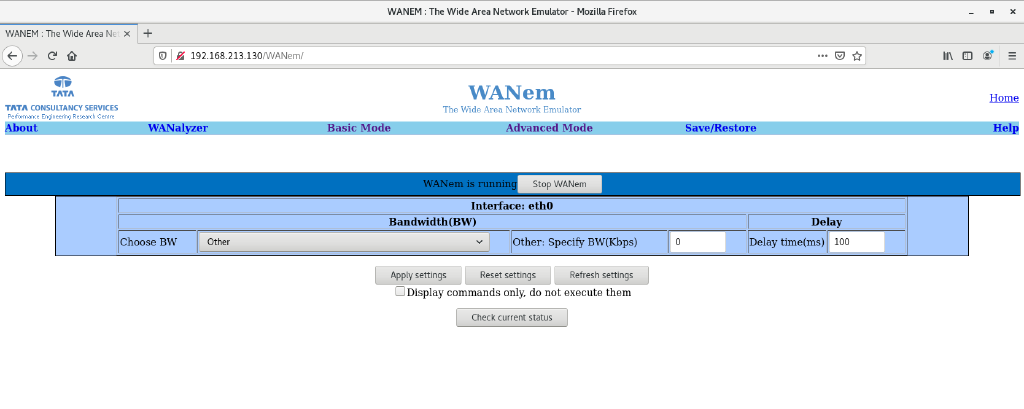 WANEM : The Wide Area Network Emulator - Mozilla Firefox
WANEM : The Wide Area Ne
192.168.213.130/WANem/
TATA
TATA CONSULTANCY SERVICES
Performance Engineering Research Centre
WANem
The Wide Area Network Emulator
Home
About WANalyzer Basic Mode Advanced Mode Save/Restore Help
WANem is running Stop WANem
Interface: eth0
Bandwidth(BW) Delay
Choose BW Other Other: Specify BW(Kbps) 0 Delay time(ms) 100
Apply settings Reset settings Refresh settings
Display commands only, do not execute them
Check current status